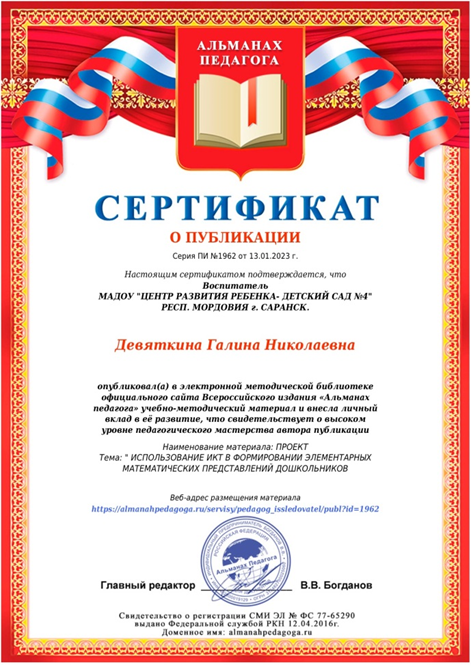 АЛЬМАНАХ
ПЕДАГОГА
СЕРТИФИКАТ
О ПУБЛИКАЦИИ
Серия ПИ №1962 от 13.01.2023 г.
Настоящим сертификатом подтверждается, что
Воспитатель
МАДОУ "ЦЕНТР РАЗВИТИЯ РЕБЕНКА- ДЕТСКИЙ САД №4"
РЕСП. МОРДОВИЯ г. САРАНСК.
Девяткина Галина Николаевна
опубликовал(а) в электронной методической библиотеке
официального сайта Всероссийского издания «Альманах
педагога» учебно-методический материал и внесла личный
вклад в её развитие, что свидетельствует о высоком
уровне педагогического мастерства автора публикации
Наименование материала: ПРОЕКТ
Тема: " ИСПОЛЬЗОВАНИЕ ИКТ В ФОРМИРОВАНИИ ЭЛЕМЕНТАРНЫХ
МАТЕМАТИЧЕСКИХ ПРЕДСТАВЛЕНИЙ ДОШКОЛЬНИКОВ
Веб-адрес размещения материала
https://almanahpedagoga.ru/servisy/pedagog_issledovatel/publ?id=1962
РОССИЙСКАЯ ФЕДЕРАЦИЯ
Альманах Педагога
Главный редактор В.В. Богданов
Свидетельство о регистрации СМИ ЭЛ № ФС 77-65290
выдано Федеральной службой РКН 12.04.2016г.
Доменное имя: almanahpedagoga.ru